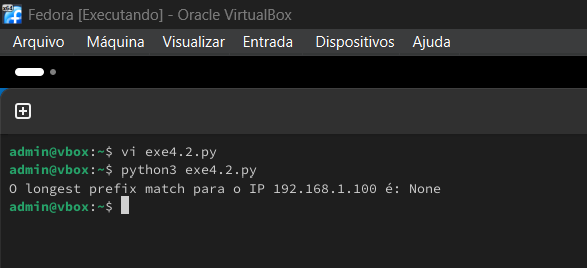 Fedora [Executando] - Oracle VirtualBox
Arquivo Máquina Visualizar Entrada Dispositivos Ajuda
admin@vbox:~$ vi exe4.2.py
admin@vbox:~$ python3 exe4.2.py
O longest prefix match para o IP 192.168.1.100 é: None
admin@vbox:~$